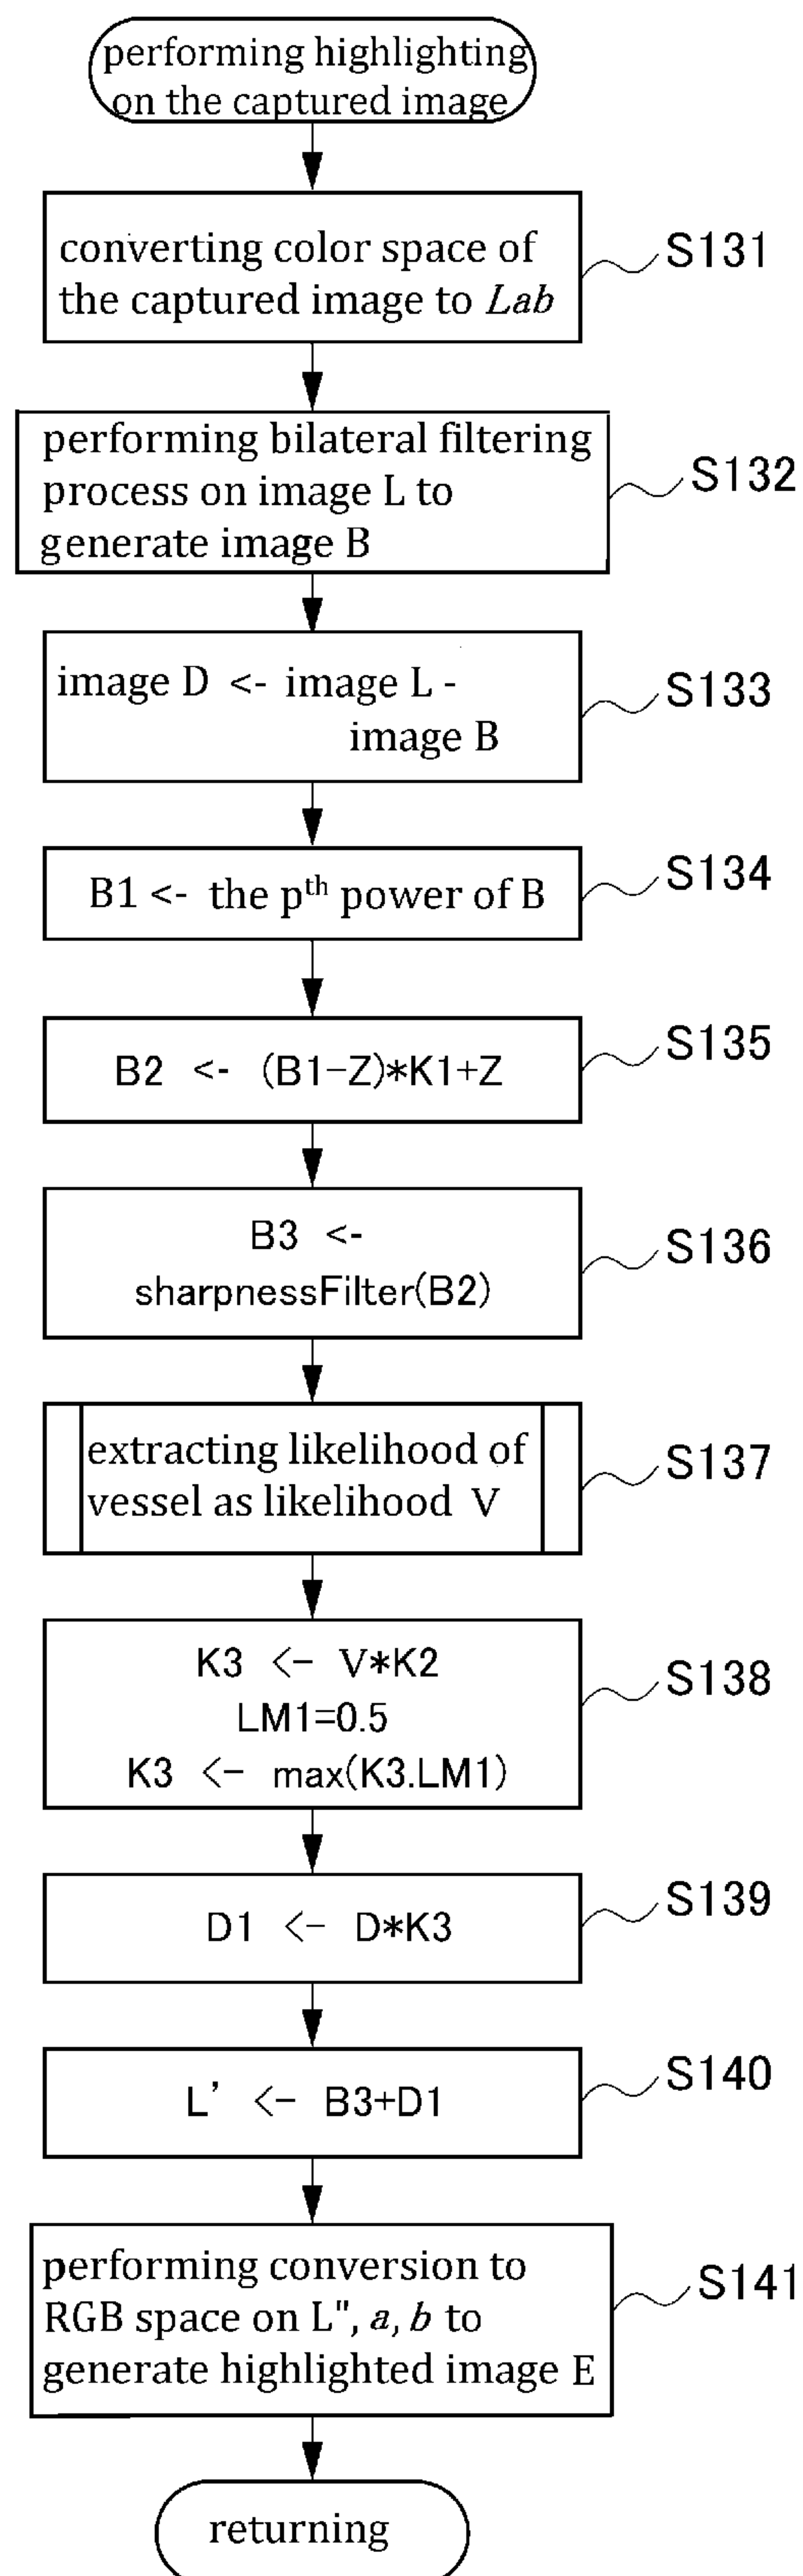 performing highlighting
on the captured image
converting color space of
the captured image to Lab
S131
performing bilateral filtering
process on image L to
generate image B
S132
image D <- image L -
image B
S133
B1 <- the pth power of B
S134
B2 <- (B1-Z)*K1+Z
S135
B3 <-
sharpnessFilter(B2)
S136
extracting likelihood of
vessel as likelihood V
S137
K3 <- V*K2
LM1=0.5
K3 <- max(K3.LM1)
S138
D1 <- D*K3
S139
L' <- B3+D1
S140
performing conversion to
RGB space on L", a, b to
generate highlighted image E
S141
returning